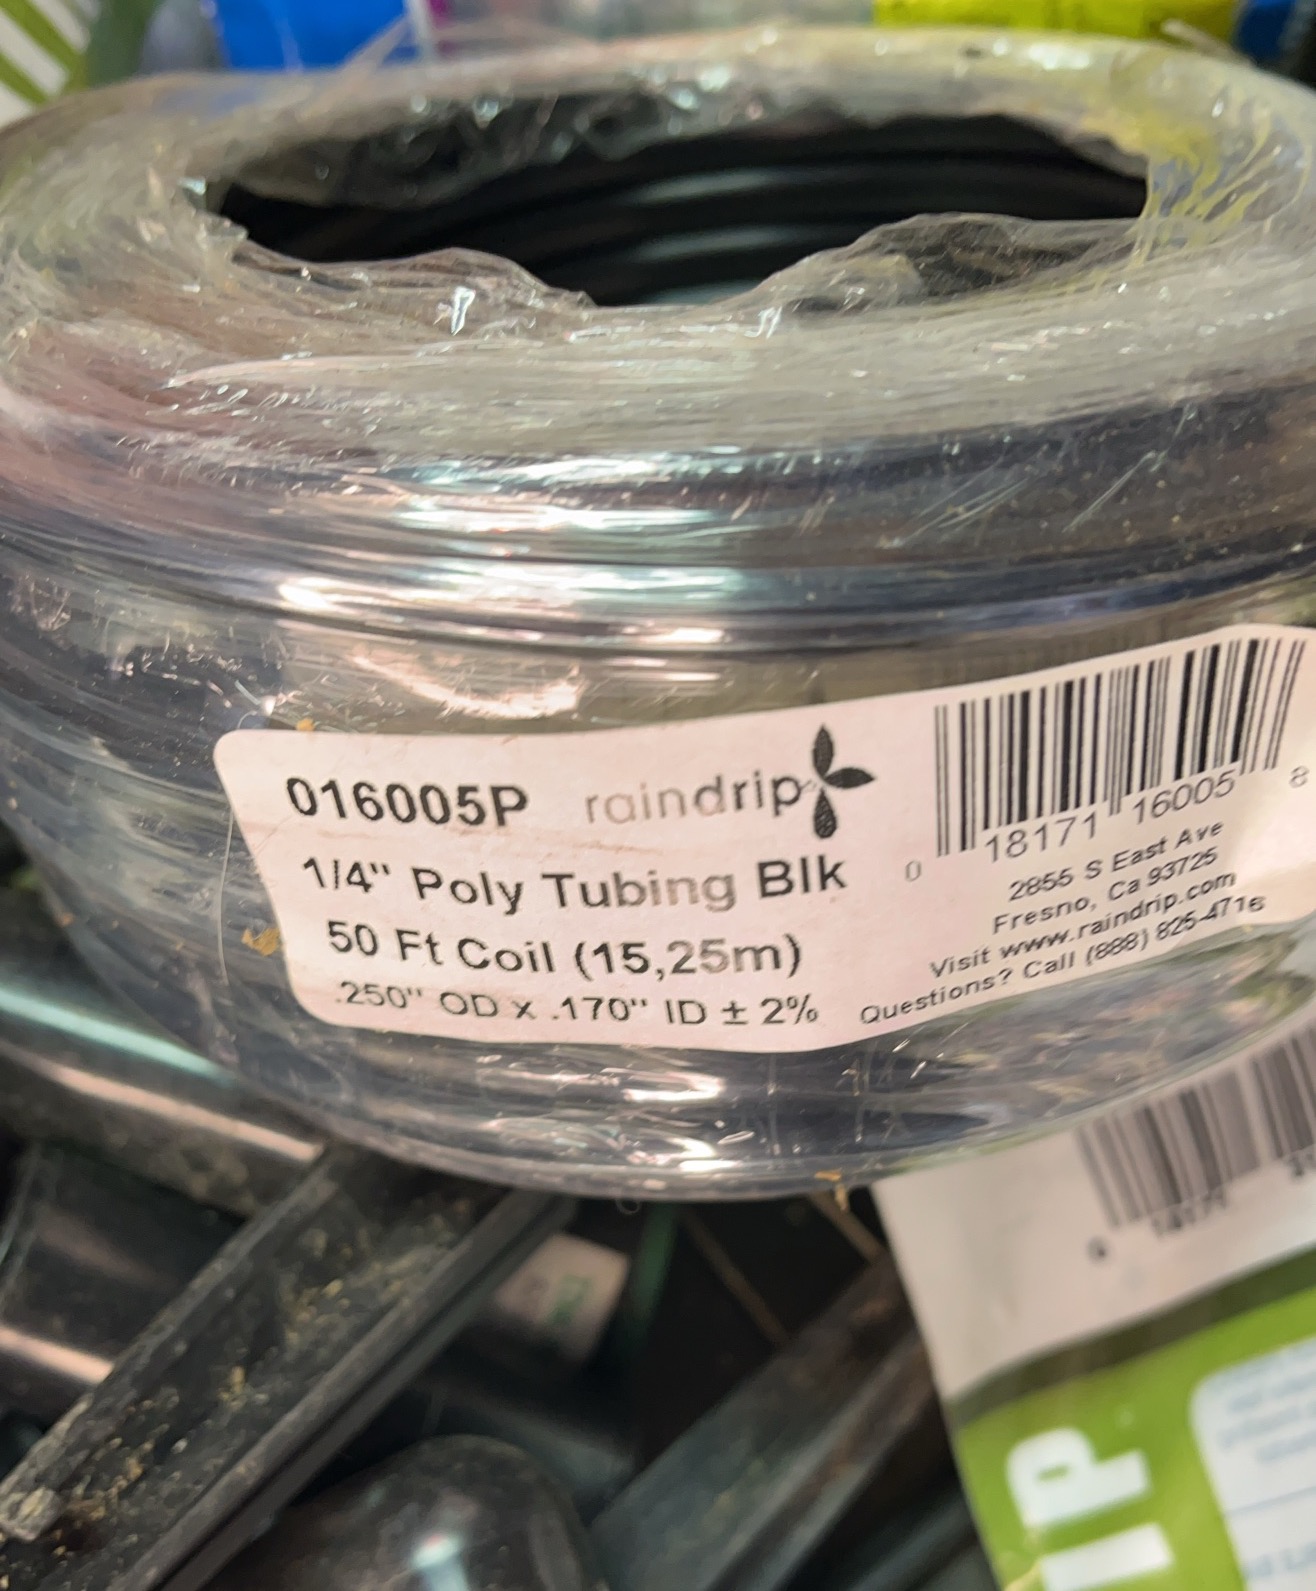 016005P raindrip
1/4" Poly Tubing Blk
50 Ft Coil (15,25m)
.250" OD x .170" ID ± 2%
0 18171 16005 8
2855 S East Ave
Fresno, Ca 93725
Visit www.raindrip.com
Questions? Call (888) 825-4716
IP